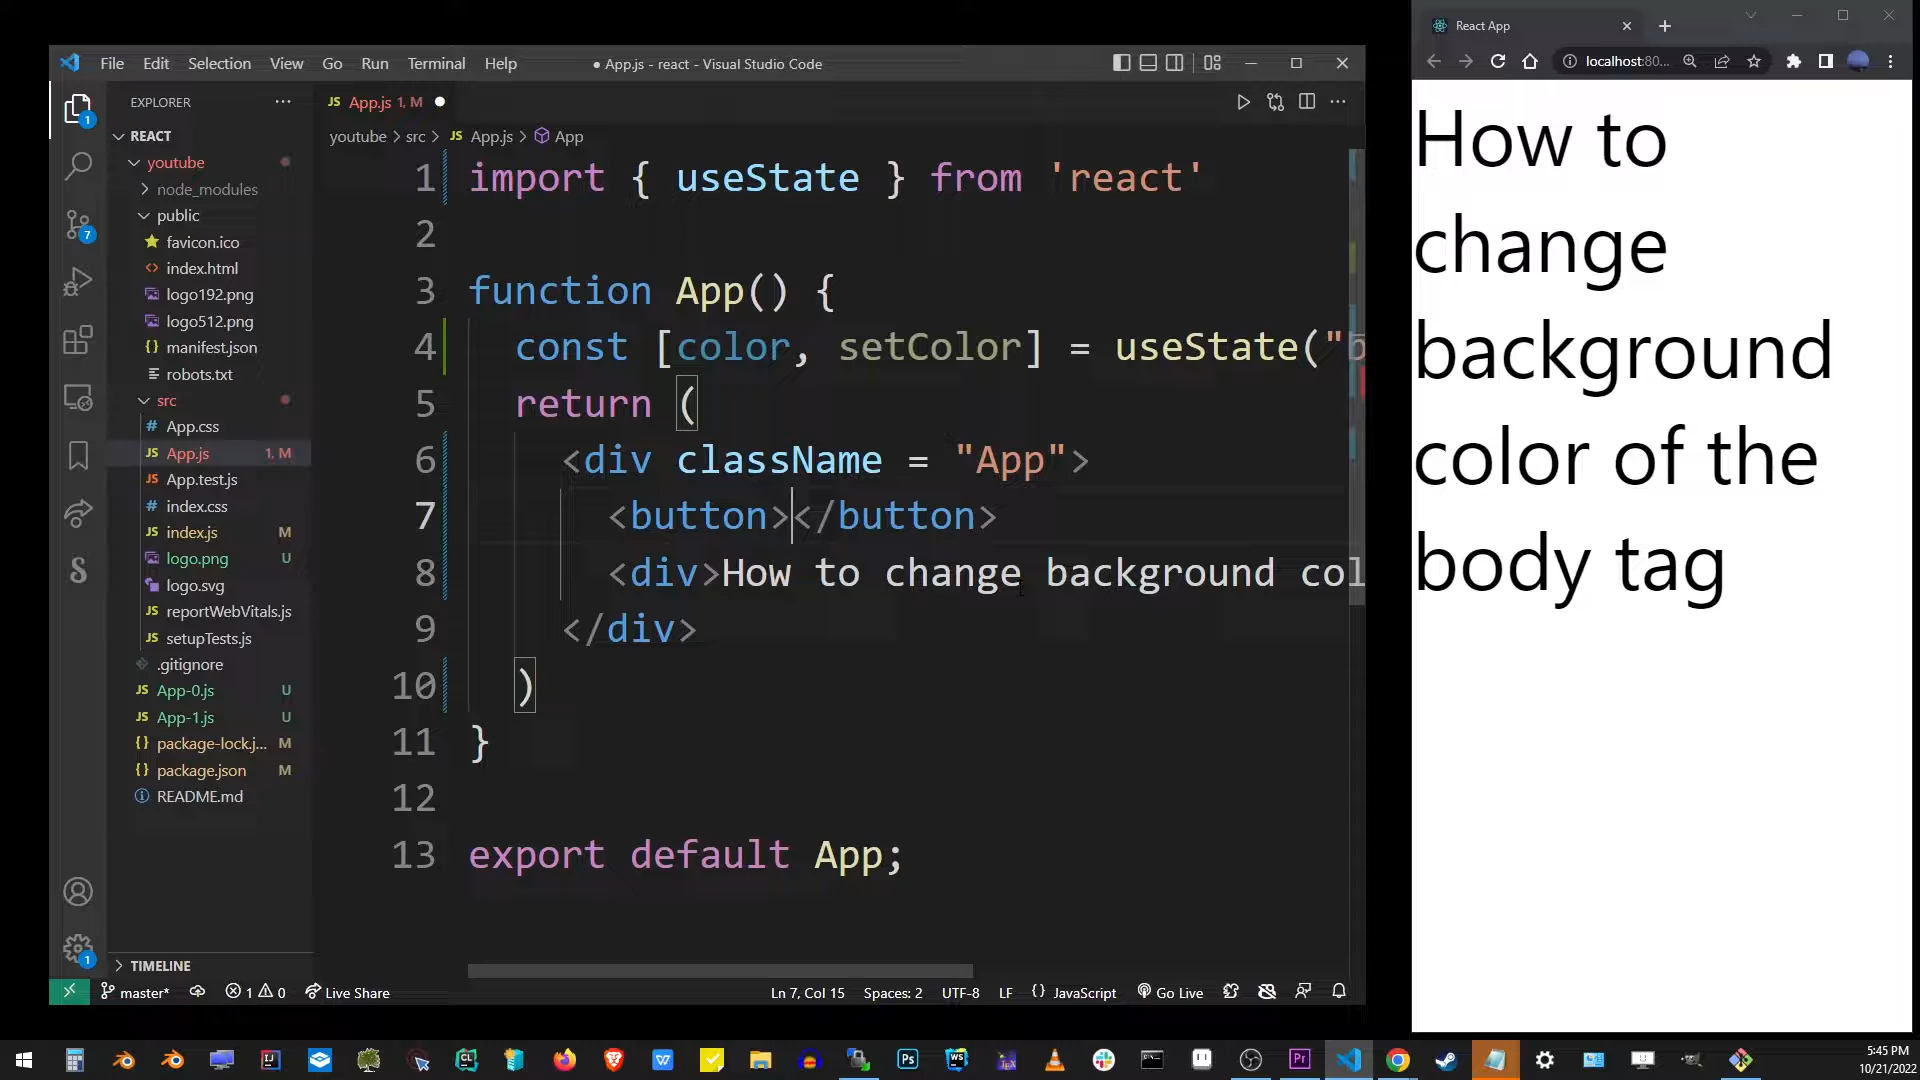 File Edit Selection View Go Run Terminal Help
● App.js - react - Visual Studio Code
EXPLORER
REACT
youtube
node_modules
public
favicon.ico
index.html
logo192.png
logo512.png
manifest.json
robots.txt
src
App.css
App.js 1, M
App.test.js
index.css
index.js M
logo.png U
logo.svg
reportWebVitals.js
setupTests.js
.gitignore
App-0.js U
App-1.js U
package-lock.j... M
package.json M
README.md
TIMELINE
JS App.js 1, M ●
youtube > src > JS App.js > App
1 import { useState } from 'react'
2
3 function App() {
4 const [color, setColor] = useState("
5 return (
6 <div className = "App">
7 <button></button>
8 <div>How to change background col
9 </div>
10 )
11 }
12
13 export default App;
master* 1 0 Live Share Ln 7, Col 15 Spaces: 2 UTF-8 LF {} JavaScript Go Live
React App
localhost:80...
How to
change
background
color of the
body tag
5:45 PM
10/21/2022